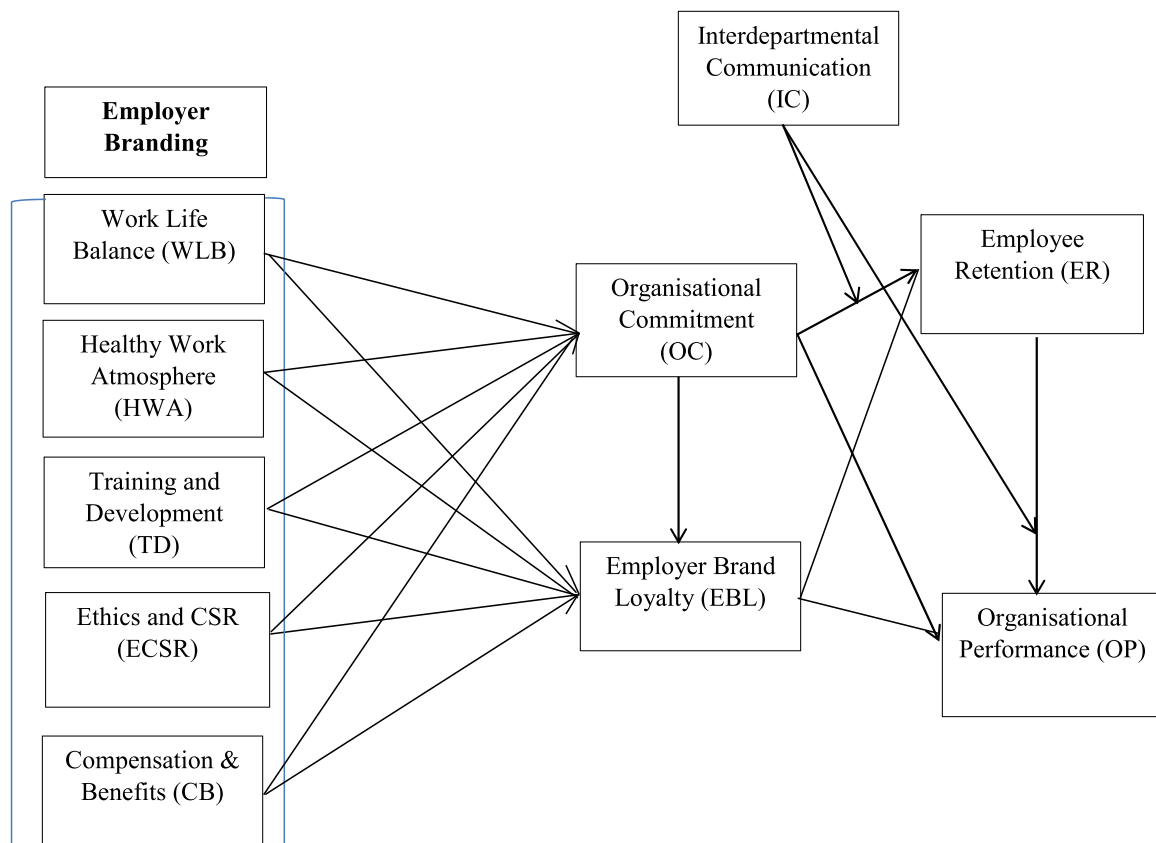 Employer
Branding
Work Life
Balance (WLB)
Healthy Work
Atmosphere
(HWA)
Training and
Development
(TD)
Ethics and CSR
(ECSR)
Compensation &
Benefits (CB)
Organisational
Commitment
(OC)
Employer Brand
Loyalty (EBL)
Interdepartmental
Communication
(IC)
Employee
Retention (ER)
Organisational
Performance (OP)